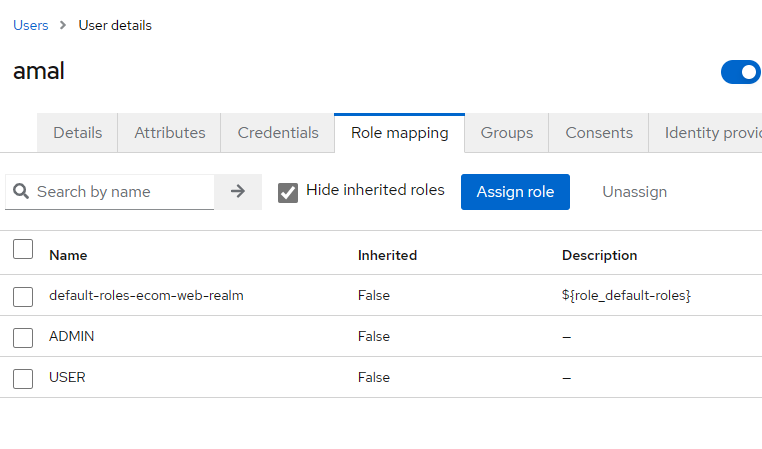 Users > User details
amal
Details Attributes Credentials Role mapping Groups Consents Identity provic
Search by name Hide inherited roles Assign role Unassign
Name Inherited Description
default-roles-ecom-web-realm False ${role_default-roles}
ADMIN False –
USER False –